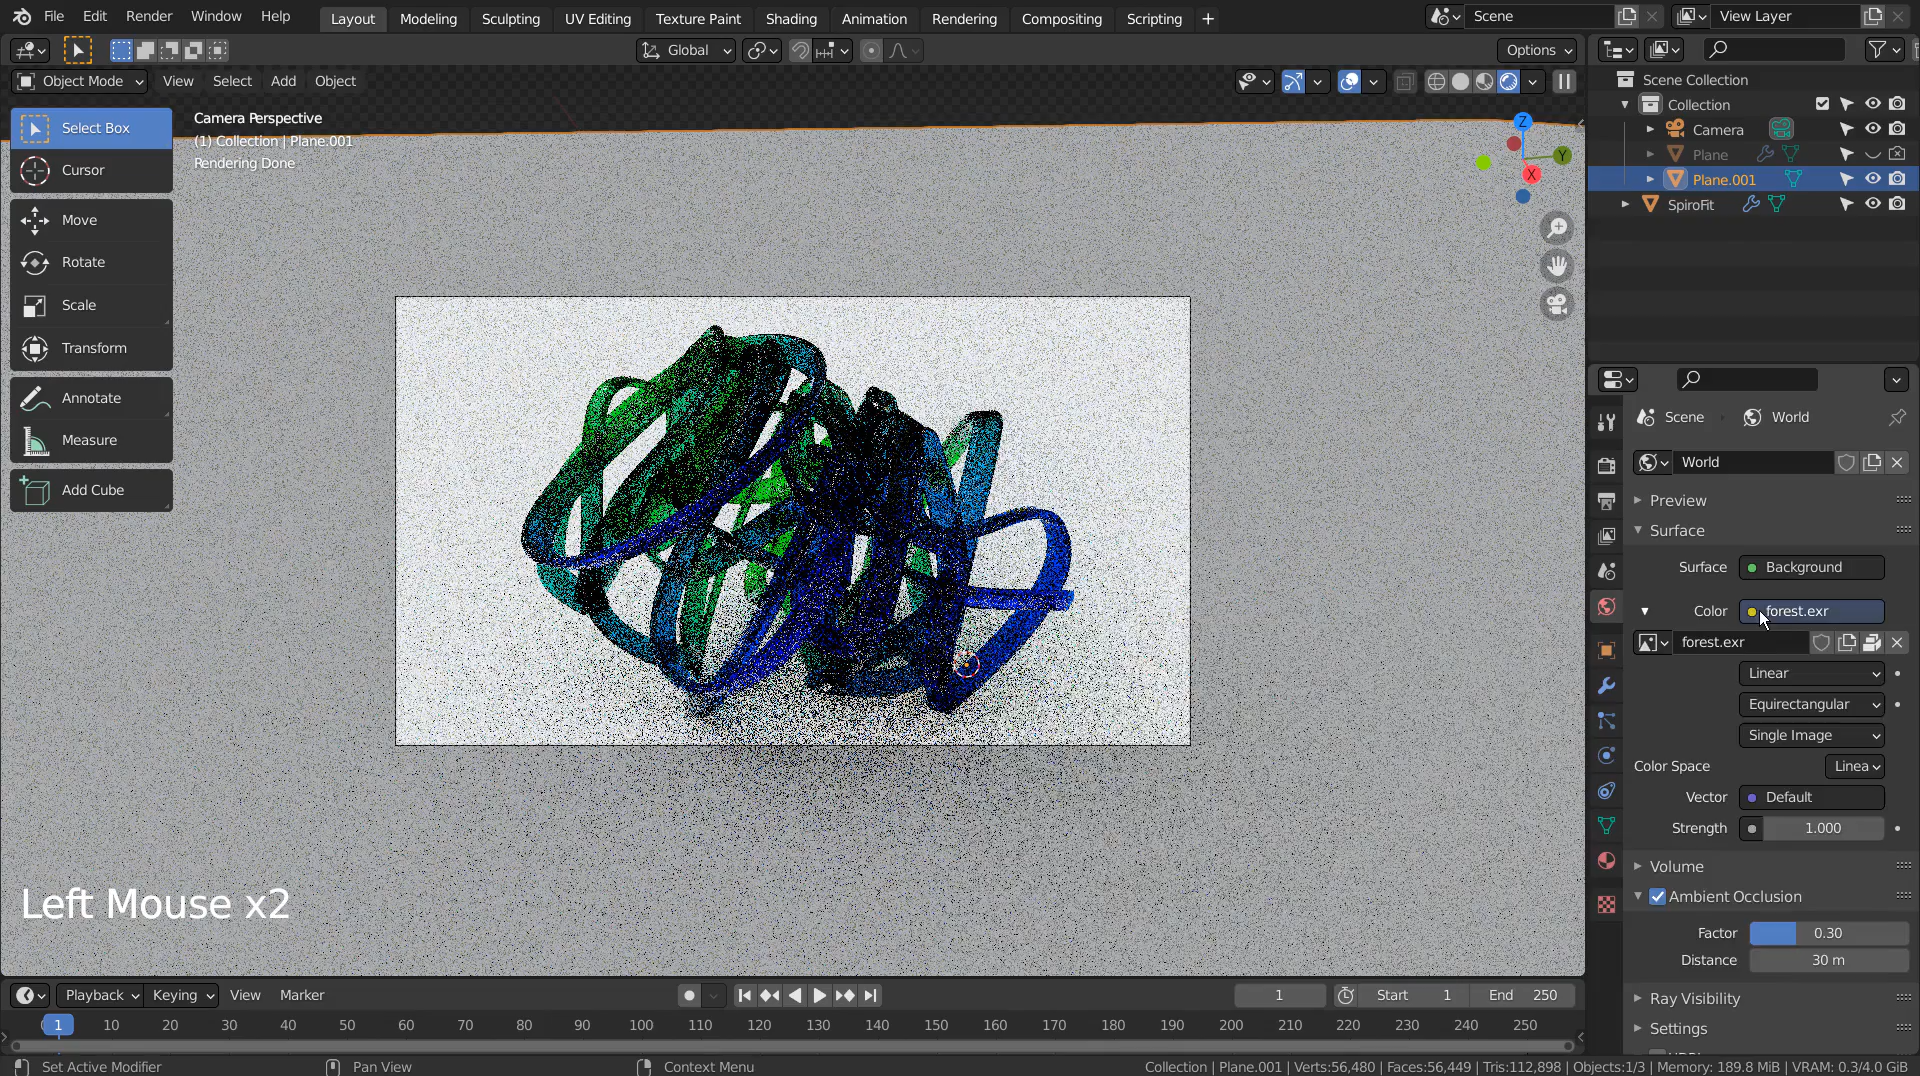 File Edit Render Window Help Layout Modeling Sculpting UV Editing Texture Paint Shading Animation Rendering Compositing Scripting + Scene View Layer
Global Options
Object Mode View Select Add Object
Select Box
Cursor
Move
Rotate
Scale
Transform
Annotate
Measure
Add Cube
Camera Perspective
(1) Collection | Plane.001
Rendering Done
Z
Y
X
Left Mouse x2
Scene Collection
Collection
Camera
Plane
Plane.001
SpiroFit
Scene World
World
Preview
Surface
Surface Background
Color forest.exr
forest.exr
Linear
Equirectangular
Single Image
Color Space Linea
Vector Default
Strength 1.000
Volume
Ambient Occlusion
Factor 0.30
Distance 30 m
Ray Visibility
Settings
Playback Keying View Marker 1 Start 1 End 250
1 10 20 30 40 50 60 70 80 90 100 110 120 130 140 150 160 170 180 190 200 210 220 230 240 250
Set Active Modifier Pan View Context Menu Collection | Plane.001 | Verts:56,480 | Faces:56,449 | Tris:112,898 | Objects:1/3 | Memory: 189.8 MiB | VRAM: 0.3/4.0 GiB